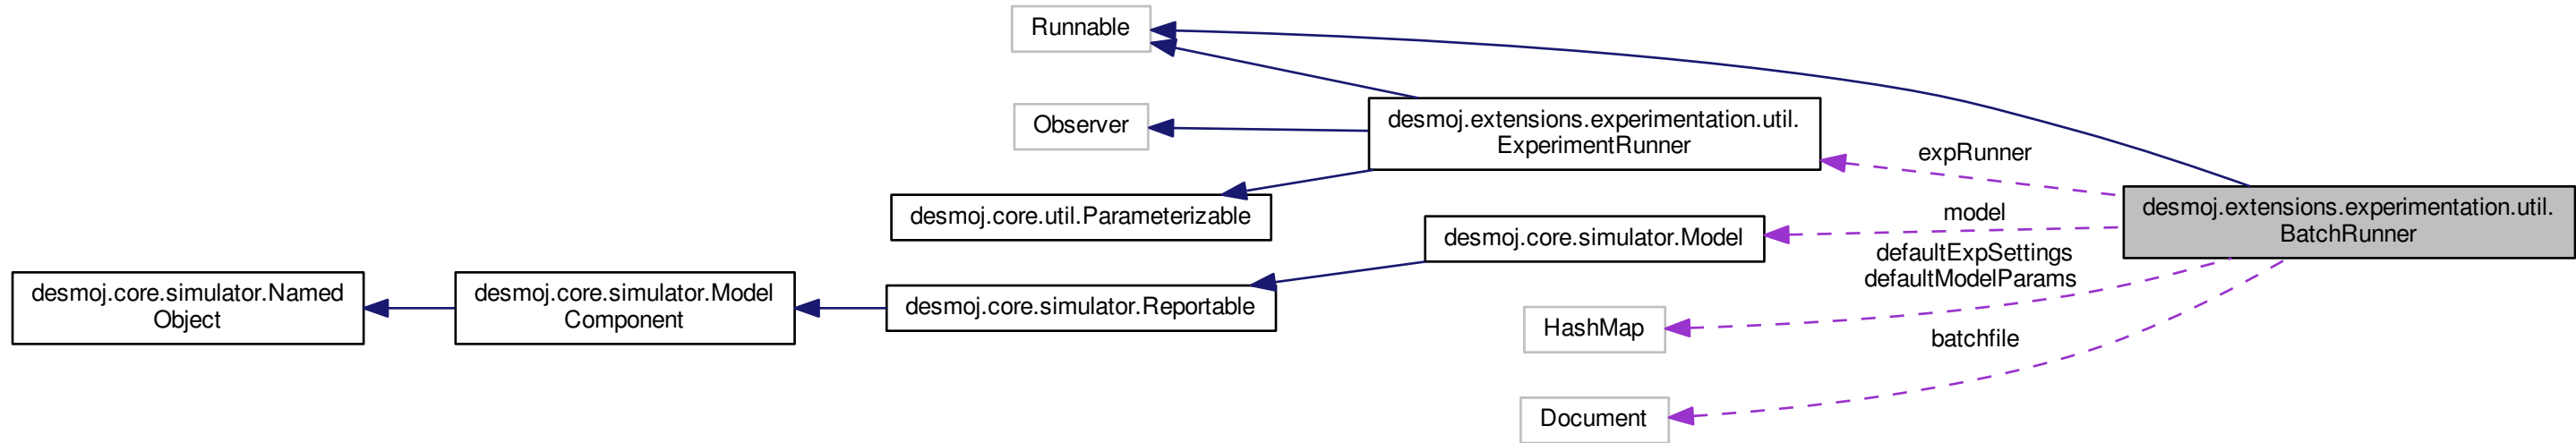 Runnable
Observer
desmoj.extensions.experimentation.util.
ExperimentRunner
expRunner
desmoj.core.util.Parameterizable
desmoj.extensions.experimentation.util.
BatchRunner
model
desmoj.core.simulator.Model
defaultExpSettings
defaultModelParams
desmoj.core.simulator.Named
Object
desmoj.core.simulator.Model
Component
desmoj.core.simulator.Reportable
HashMap
batchfile
Document